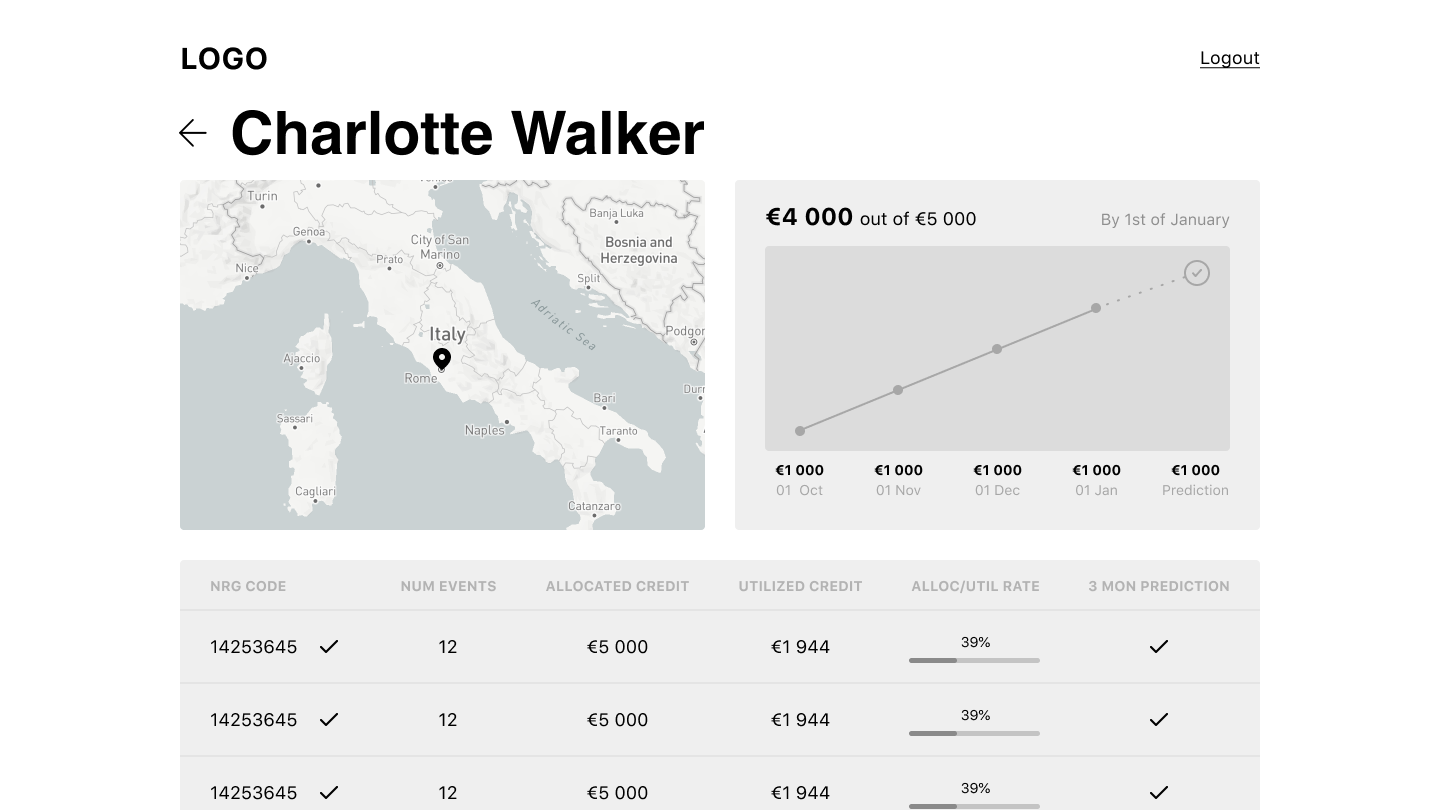 LOGO
Logout
Charlotte Walker
Turin
Genoa
Nice
Prato
City of San
Marino
Banja Luka
Bosnia and
Herzegovina
Split
Adriatic Sea
Italy
Rome
Ajaccio
Sassari
Naples
Bari
Taranto
Cagliari
Catanzaro
€4 000 out of €5 000
By 1st of January
€1 000 €1 000 €1 000 €1 000 €1 000
01 Oct 01 Nov 01 Dec 01 Jan Prediction
NRG CODE NUM EVENTS ALLOCATED CREDIT UTILIZED CREDIT ALLOC/UTIL RATE 3 MON PREDICTION
14253645 12 €5 000 €1 944 39%
14253645 12 €5 000 €1 944 39%
14253645 12 €5 000 €1 944 39%